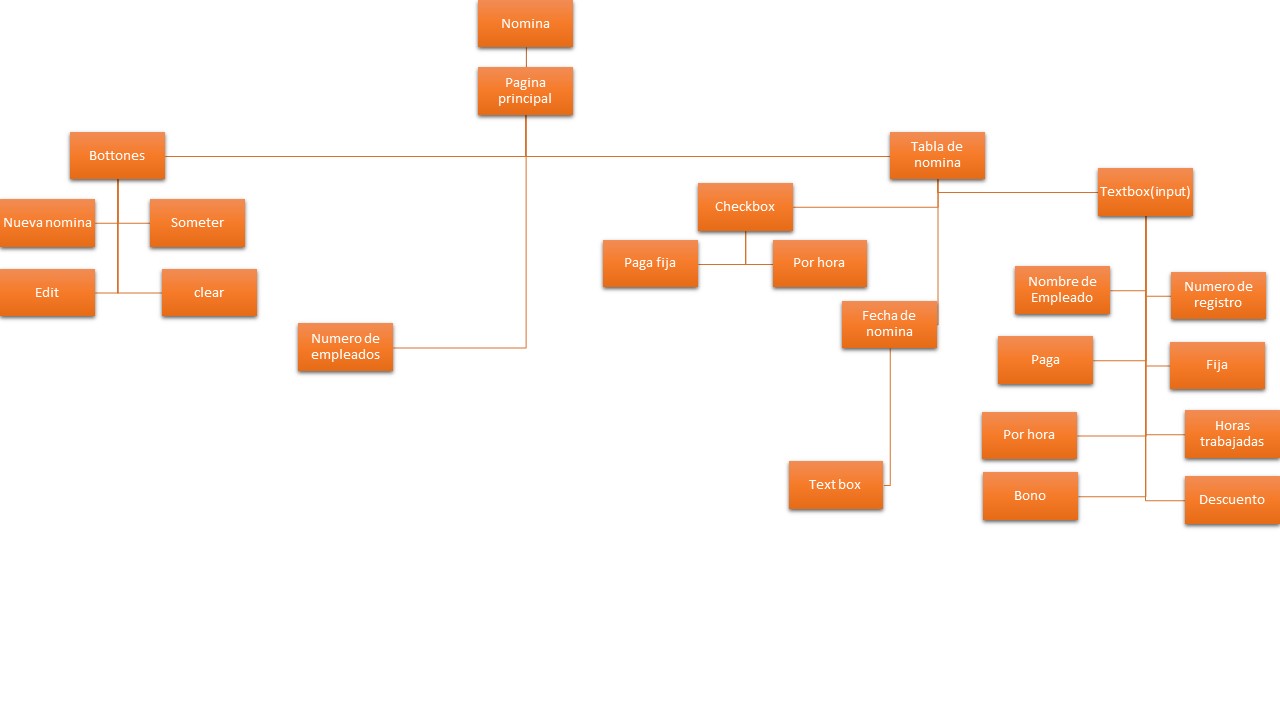 Nomina
Pagina
principal
Bottones
Tabla de
nomina
Textbox(input)
Nueva nomina
Someter
Checkbox
Edit
clear
Paga fija
Por hora
Nombre de
Empleado
Numero de
registro
Numero de
empleados
Fecha de
nomina
Paga
Fija
Por hora
Horas
trabajadas
Text box
Bono
Descuento